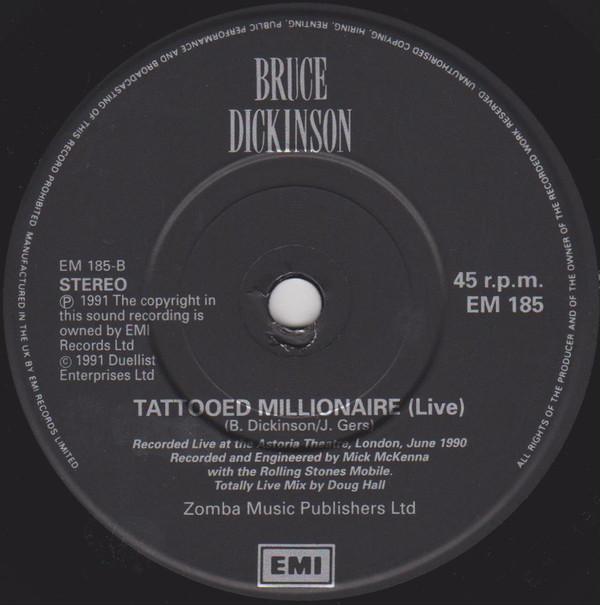 BRUCE
DICKINSON
EM 185-B
STEREO
℗ 1991 The copyright in
this sound recording is
owned by EMI
Records Ltd
© 1991 Duellist
Enterprises Ltd
45 r.p.m.
EM 185
TATTOOED MILLIONAIRE (Live)
(B. Dickinson/J. Gers)
Recorded Live at the Astoria Theatre, London, June 1990
Recorded and Engineered by Mick McKenna
with the Rolling Stones Mobile.
Totally Live Mix by Doug Hall
Zomba Music Publishers Ltd
EMI
ALL RIGHTS OF THE PRODUCER AND OF THE OWNER OF THE RECORDED WORK RESERVED. UNAUTHORISED COPYING, HIRING, RENTING, PUBLIC PERFORMANCE AND BROADCASTING OF THIS RECORD PROHIBITED. MANUFACTURED IN THE UK BY EMI RECORDS LIMITED